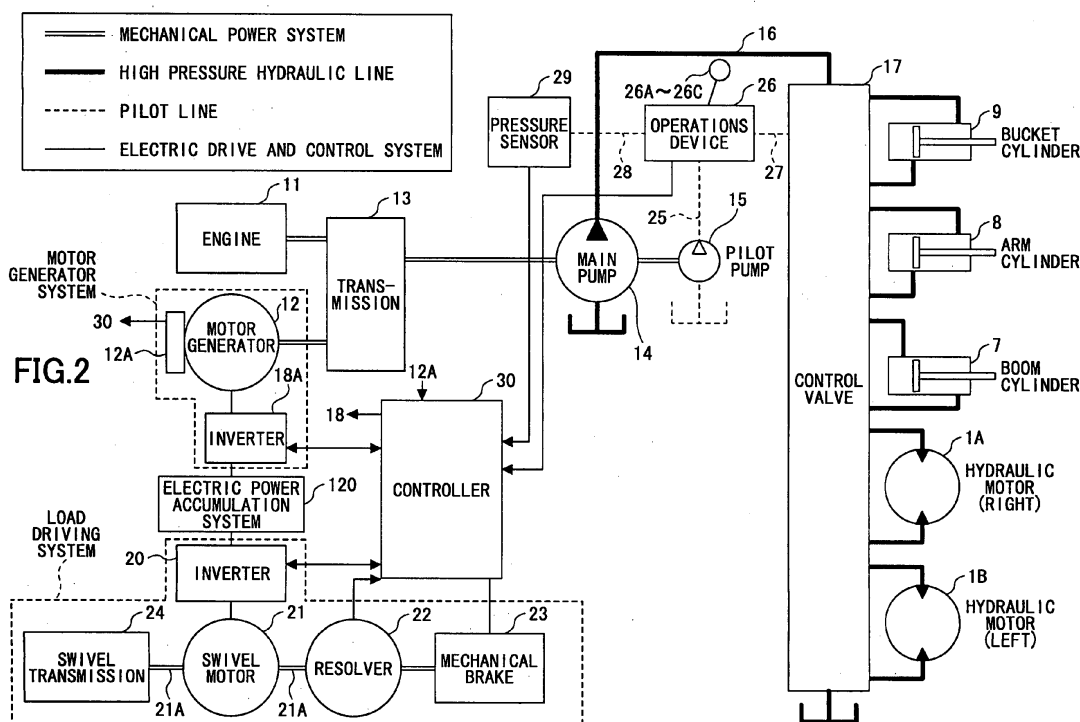 MECHANICAL POWER SYSTEM
HIGH PRESSURE HYDRAULIC LINE
PILOT LINE
ELECTRIC DRIVE AND CONTROL SYSTEM
16
17
29
26A～26C
26
PRESSURE
SENSOR
OPERATIONS
DEVICE
28
27
9
BUCKET
CYLINDER
11
13
ENGINE
TRANS-
MISSION
25
15
MAIN
PUMP
PILOT
PUMP
14
8
ARM
CYLINDER
MOTOR
GENERATOR
SYSTEM
12
30
MOTOR
GENERATOR
12A
FIG.2
18A
INVERTER
12A
30
18
CONTROLLER
7
BOOM
CYLINDER
CONTROL
VALVE
1A
HYDRAULIC
MOTOR
(RIGHT)
ELECTRIC POWER
ACCUMULATION
SYSTEM
120
LOAD
DRIVING
SYSTEM
20
INVERTER
1B
HYDRAULIC
MOTOR
(LEFT)
24
21
22
23
SWIVEL
TRANSMISSION
SWIVEL
MOTOR
RESOLVER
MECHANICAL
BRAKE
21A
21A